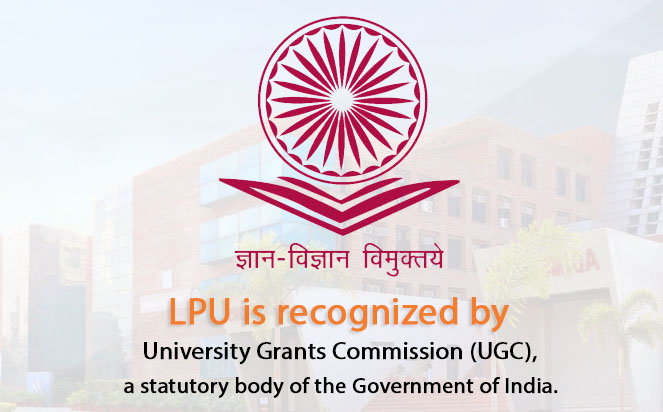 ज्ञान-विज्ञान विमुक्तये
LPU is recognized by
University Grants Commission (UGC),
a statutory body of the Government of India.